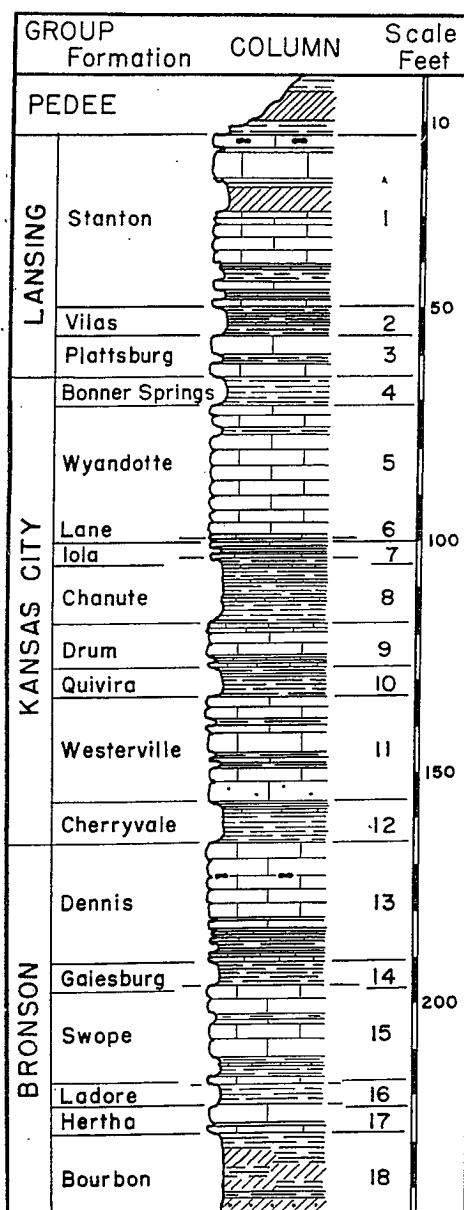 GROUP COLUMN Scale
Formation Feet
PEDEE
10
LANSING
Stanton 1
50
Vilas 2
Plattsburg 3
KANSAS CITY
Bonner Springs 4
Wyandotte 5
Lane 6
100
Iola 7
Chanute 8
Drum 9
Quivira 10
Westerville 11
150
Cherryvale 12
BRONSON
Dennis 13
Galesburg 14
200
Swope 15
Ladore 16
Hertha 17
Bourbon 18